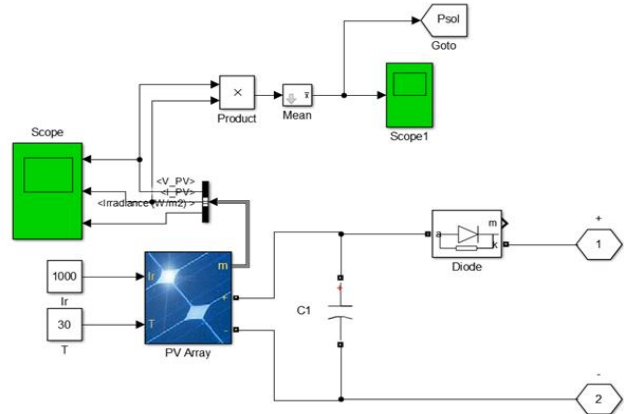 Psol
Goto
×
Product
Mean
Scope1
Scope
<V_PV>
<I_PV>
<Irradiance (W/m2) >
m
1000
Ir
Ir
30
T
T
+
-
PV Array
+
C1
a
m
k
Diode
+
1
-
2